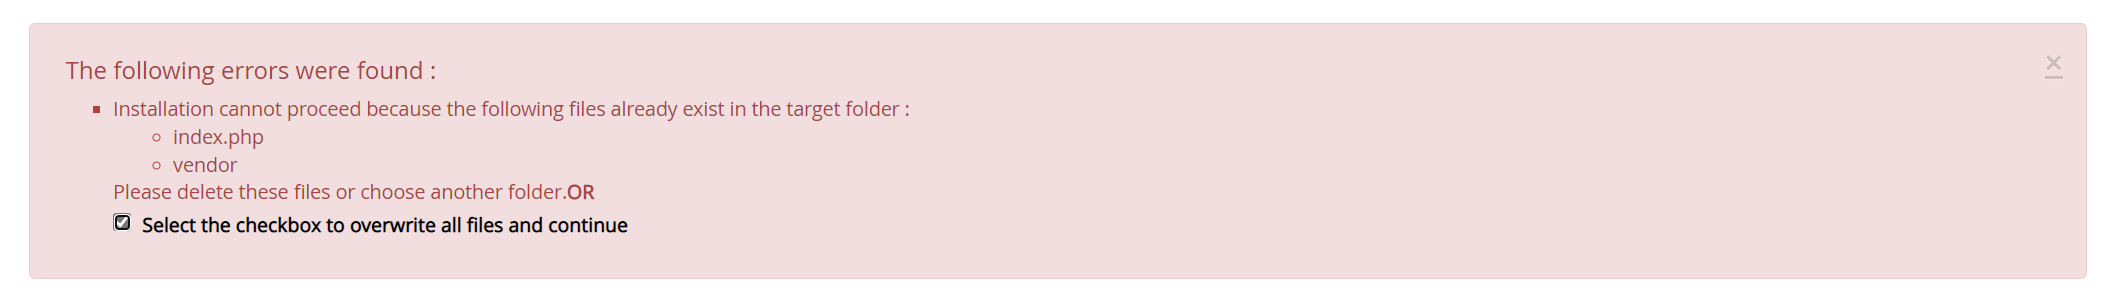 The following errors were found :
×
Installation cannot proceed because the following files already exist in the target folder :
index.php
vendor
Please delete these files or choose another folder.OR
Select the checkbox to overwrite all files and continue